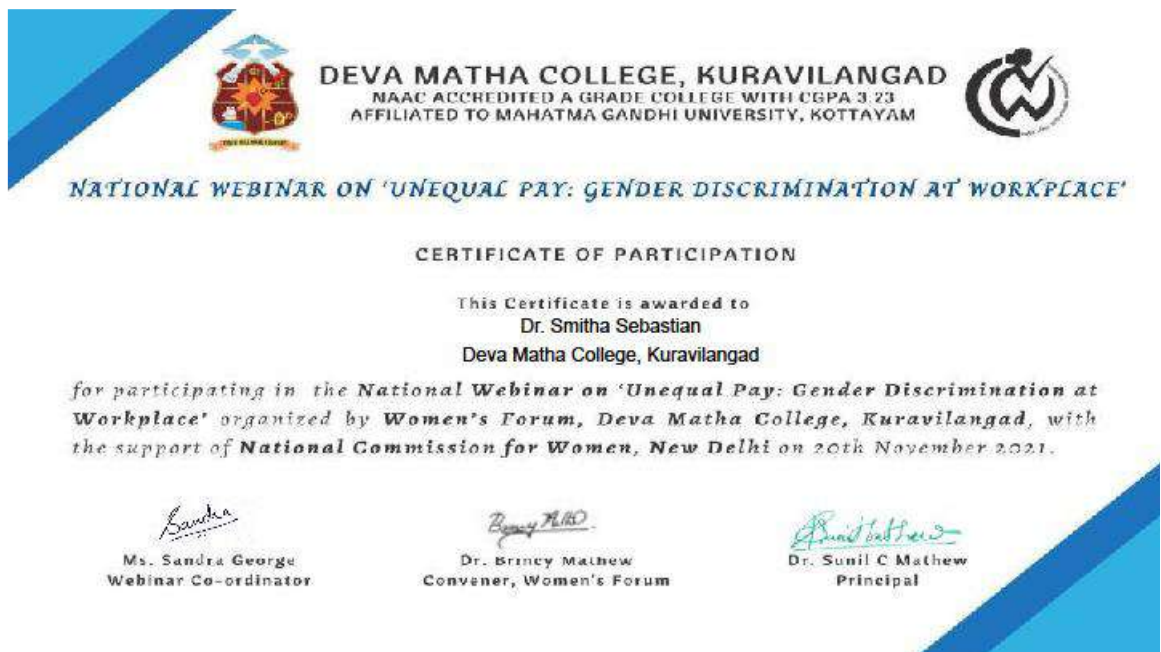 DEVA MATHA COLLEGE, KURAVILANGAD
NAAC ACCREDITED A GRADE COLLEGE WITH CGPA 3.23
AFFILIATED TO MAHATMA GANDHI UNIVERSITY, KOTTAYAM
NATIONAL WEBINAR ON 'UNEQUAL PAY: GENDER DISCRIMINATION AT WORKPLACE'
CERTIFICATE OF PARTICIPATION
This Certificate is awarded to
Dr. Smitha Sebastian
Deva Matha College, Kuravilangad
for participating in the National Webinar on 'Unequal Pay: Gender Discrimination at
Workplace' organized by Women's Forum, Deva Matha College, Kuravilangad, with
the support of National Commission for Women, New Delhi on 20th November 2021.
Sandra
Ms. Sandra George
Webinar Co-ordinator
Dr. Brincy Mathew
Convener, Women's Forum
Dr. Sunil C Mathew
Principal